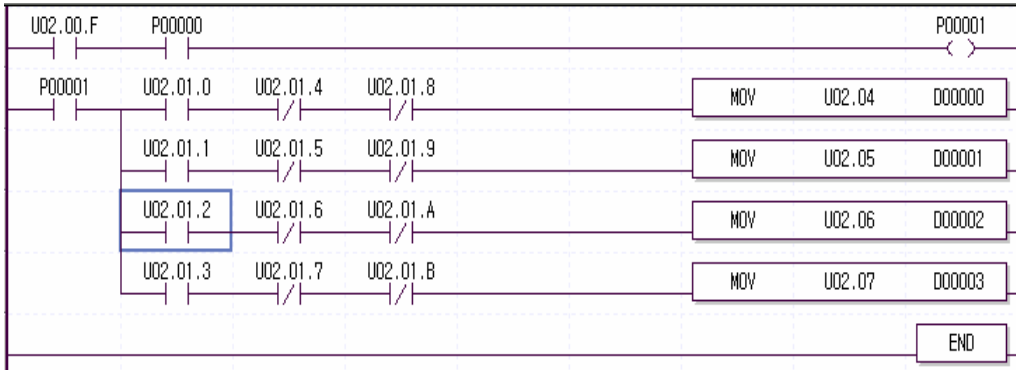 U02.00.F P00000 P00001
P00001 U02.01.0 U02.01.4 U02.01.8 MOV U02.04 D00000
U02.01.1 U02.01.5 U02.01.9 MOV U02.05 D00001
U02.01.2 U02.01.6 U02.01.A MOV U02.06 D00002
U02.01.3 U02.01.7 U02.01.B MOV U02.07 D00003
END